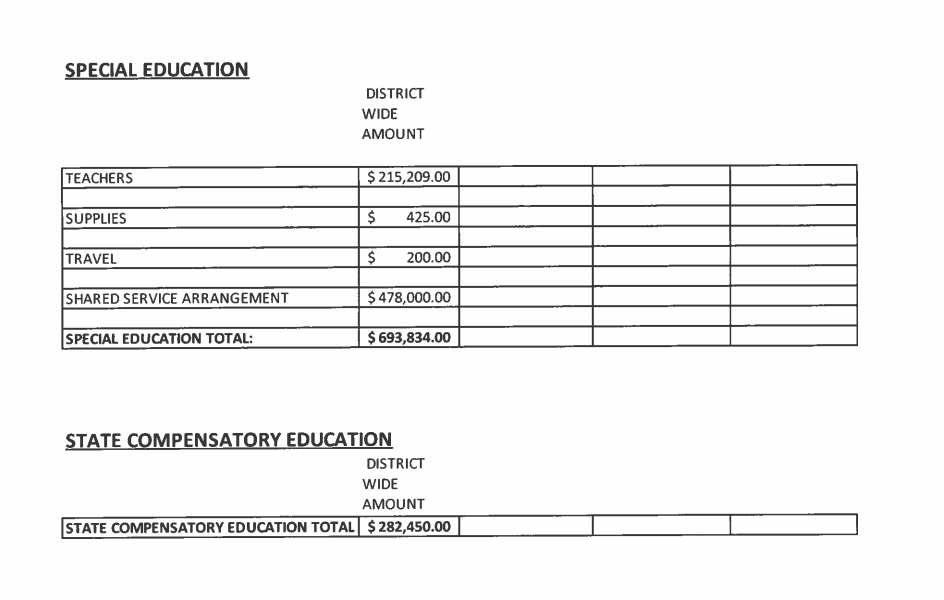 SPECIAL EDUCATION
DISTRICT
WIDE
AMOUNT
TEACHERS $ 215,209.00
SUPPLIES $ 425.00
TRAVEL $ 200.00
SHARED SERVICE ARRANGEMENT $ 478,000.00
SPECIAL EDUCATION TOTAL: $ 693,834.00
STATE COMPENSATORY EDUCATION
DISTRICT
WIDE
AMOUNT
STATE COMPENSATORY EDUCATION TOTAL $ 282,450.00